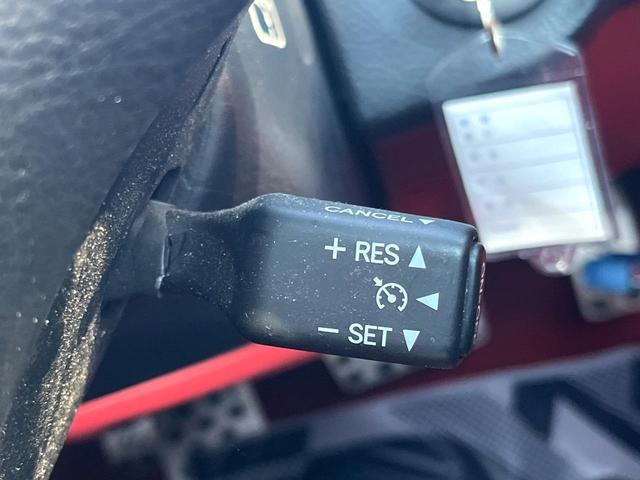 CANCEL ▼
+ RES ▲
◀
− SET ▼